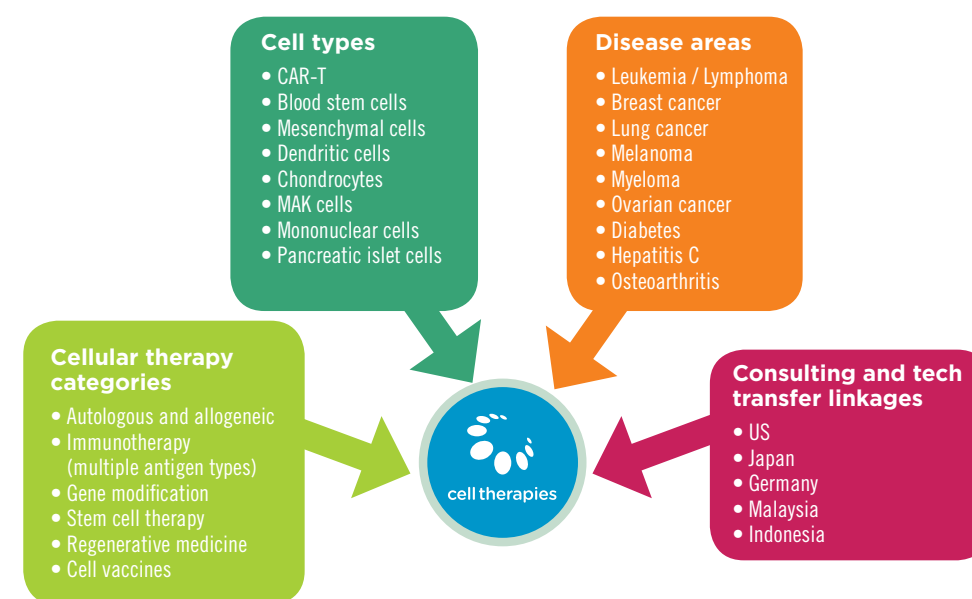 Cell types
• CAR-T
• Blood stem cells
• Mesenchymal cells
• Dendritic cells
• Chondrocytes
• MAK cells
• Mononuclear cells
• Pancreatic islet cells
Disease areas
• Leukemia / Lymphoma
• Breast cancer
• Lung cancer
• Melanoma
• Myeloma
• Ovarian cancer
• Diabetes
• Hepatitis C
• Osteoarthritis
Cellular therapy
categories
• Autologous and allogeneic
• Immunotherapy
(multiple antigen types)
• Gene modification
• Stem cell therapy
• Regenerative medicine
• Cell vaccines
cell therapies
Consulting and tech
transfer linkages
• US
• Japan
• Germany
• Malaysia
• Indonesia